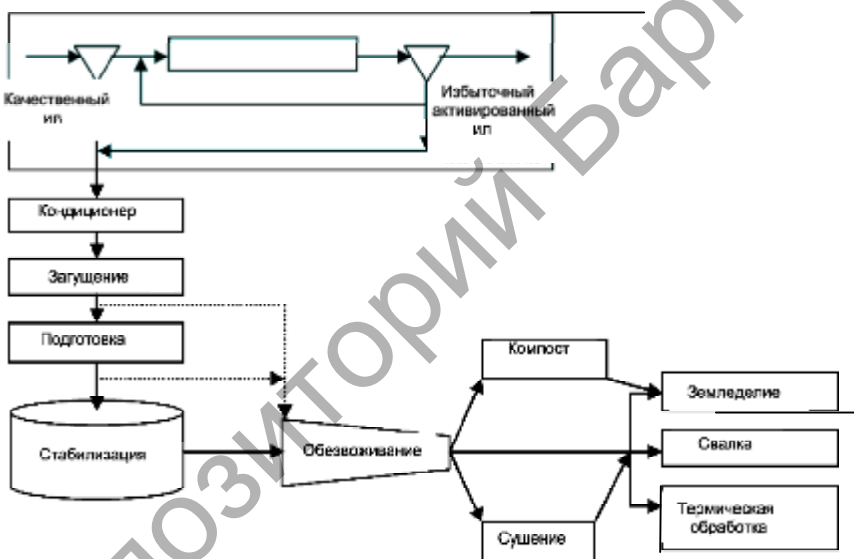 Качественный
ил
Избыточный
активированный
ил
Кондиционер
Загущение
Подготовка
Стабилизация
Обезвоживание
Компост
Сушение
Земледелие
Свалка
Термическая
обработка